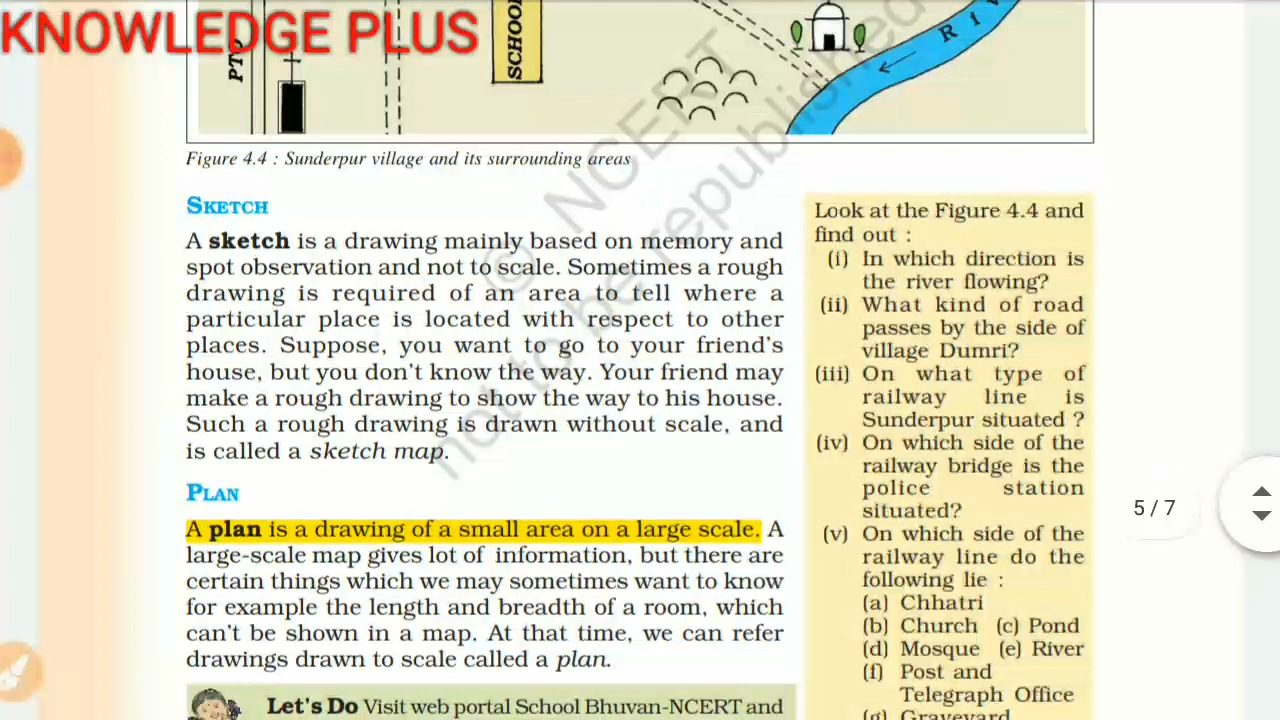 KNOWLEDGE PLUS
PTO
SCHOOL
R I V
Figure 4.4 : Sunderpur village and its surrounding areas
SKETCH
A sketch is a drawing mainly based on memory and
spot observation and not to scale. Sometimes a rough
drawing is required of an area to tell where a
particular place is located with respect to other
places. Suppose, you want to go to your friend's
house, but you don't know the way. Your friend may
make a rough drawing to show the way to his house.
Such a rough drawing is drawn without scale, and
is called a sketch map.
PLAN
A plan is a drawing of a small area on a large scale. A
large-scale map gives lot of information, but there are
certain things which we may sometimes want to know
for example the length and breadth of a room, which
can't be shown in a map. At that time, we can refer
drawings drawn to scale called a plan.
Let's Do Visit web portal School Bhuvan-NCERT and
Look at the Figure 4.4 and
find out :
(i) In which direction is
the river flowing?
(ii) What kind of road
passes by the side of
village Dumri?
(iii) On what type of
railway line is
Sunderpur situated ?
(iv) On which side of the
railway bridge is the
police station
situated?
(v) On which side of the
railway line do the
following lie :
(a) Chhatri
(b) Church (c) Pond
(d) Mosque (e) River
(f) Post and
Telegraph Office
(g) Graveyard
5 / 7
© NCERT
not to be republished